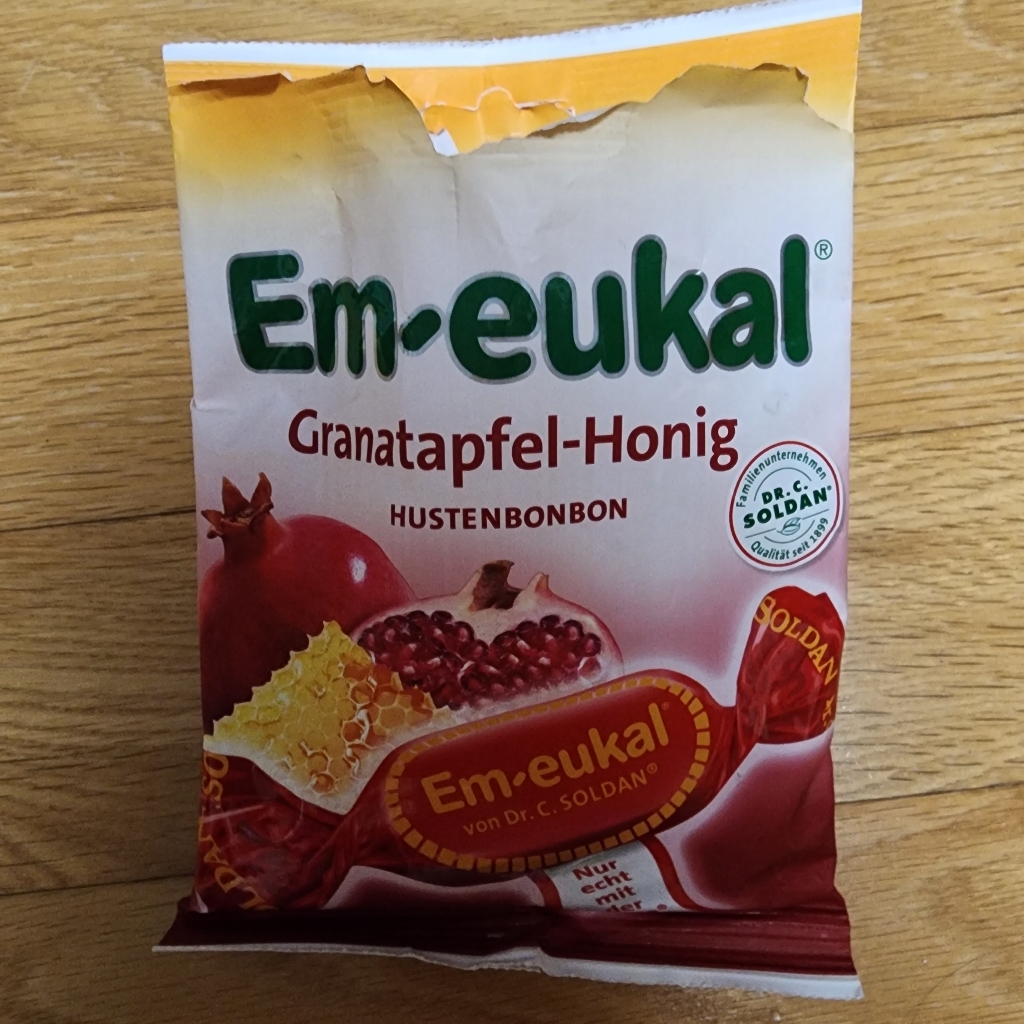 Em-eukal®
Granatapfel-Honig
HUSTENBONBON
Familienunternehmen
DR. C.
SOLDAN®
Qualität seit 1899
SOLDAN
Em-eukal®
von Dr. C. SOLDAN®
Nur
echt
mit
der